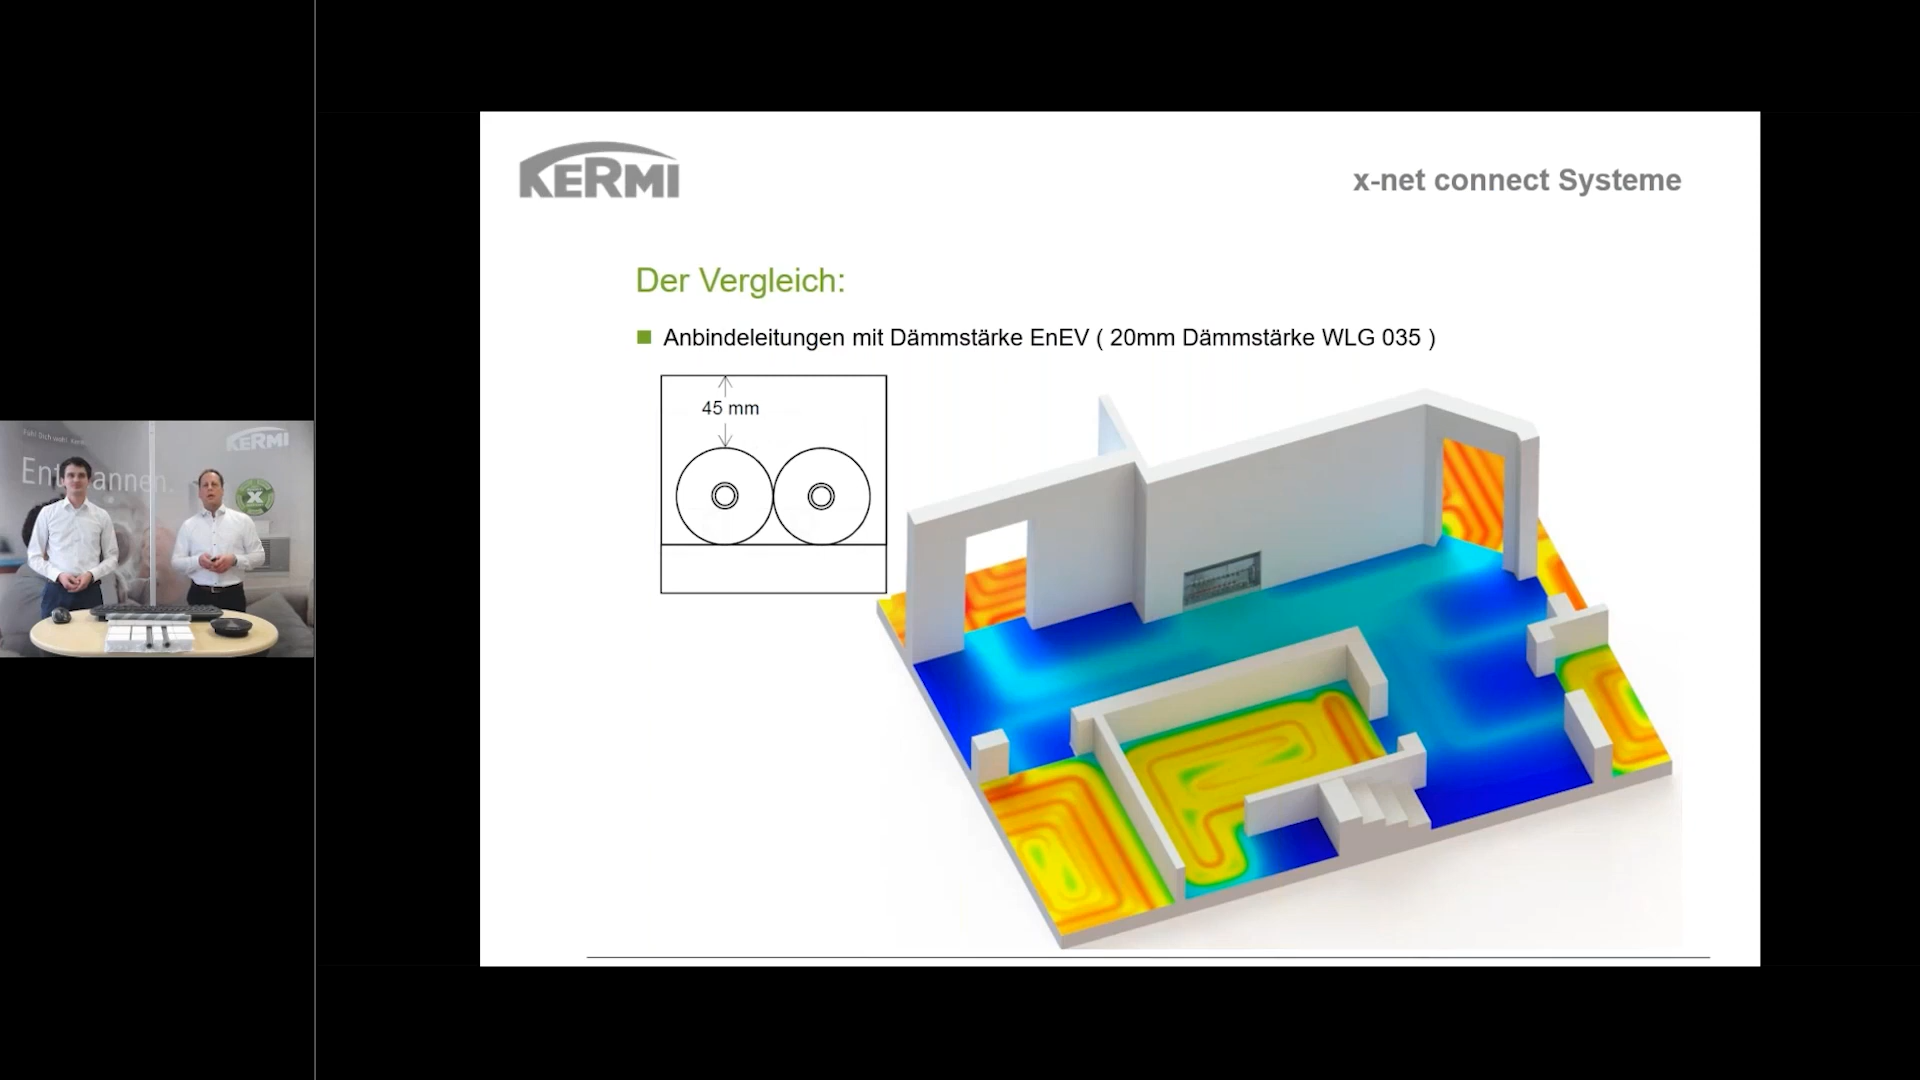 KERMI
x-net connect Systeme
Der Vergleich:
Anbindeleitungen mit Dämmstärke EnEV ( 20mm Dämmstärke WLG 035 )
45 mm
KERMI
X